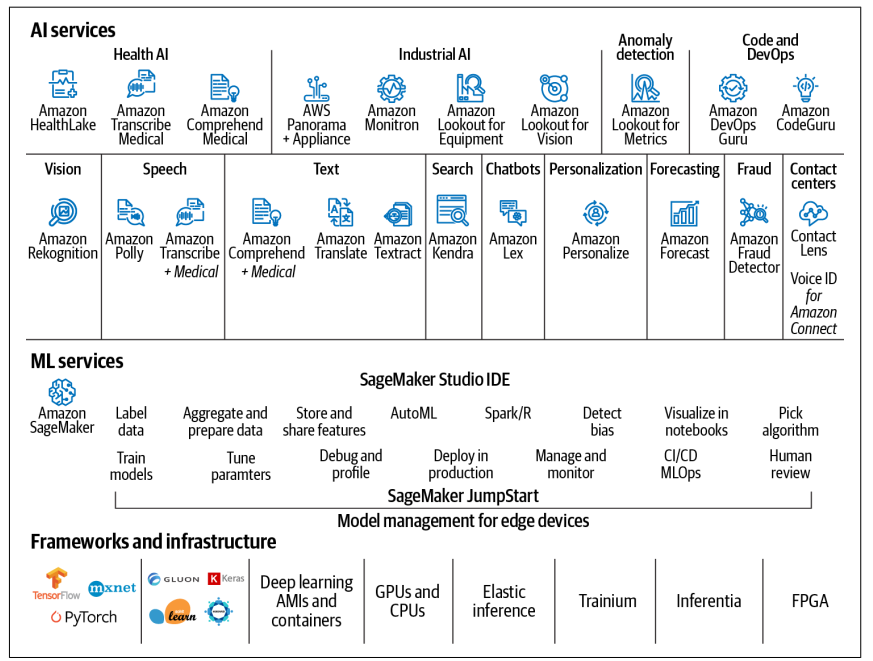 AI services
Health AI
Industrial AI
Anomaly
detection
Code and
DevOps
Amazon
HealthLake
Amazon
Transcribe
Medical
Amazon
Comprehend
Medical
AWS
Panorama
+ Appliance
Amazon
Monitron
Amazon
Lookout for
Equipment
Amazon
Lookout for
Vision
Amazon
Lookout for
Metrics
Amazon
DevOps
Guru
Amazon
CodeGuru
Vision
Speech
Text
Search
Chatbots
Personalization
Forecasting
Fraud
Contact
centers
Amazon
Rekognition
Amazon
Polly
Amazon
Transcribe
+ Medical
Amazon
Comprehend
+ Medical
Amazon
Translate
Amazon
Textract
Amazon
Kendra
Amazon
Lex
Amazon
Personalize
Amazon
Forecast
Amazon
Fraud
Detector
Contact
Lens
Voice ID
for
Amazon
Connect
ML services
SageMaker Studio IDE
Amazon
SageMaker
Label
data
Aggregate and
prepare data
Store and
share features
AutoML
Spark/R
Detect
bias
Visualize in
notebooks
Pick
algorithm
Train
models
Tune
paramters
Debug and
profile
Deploy in
production
Manage and
monitor
CI/CD
MLOps
Human
review
SageMaker JumpStart
Model management for edge devices
Frameworks and infrastructure
TensorFlow
mxnet
PyTorch
GLUON
K Keras
learn
Deep learning
AMIs and
containers
GPUs and
CPUs
Elastic
inference
Trainium
Inferentia
FPGA